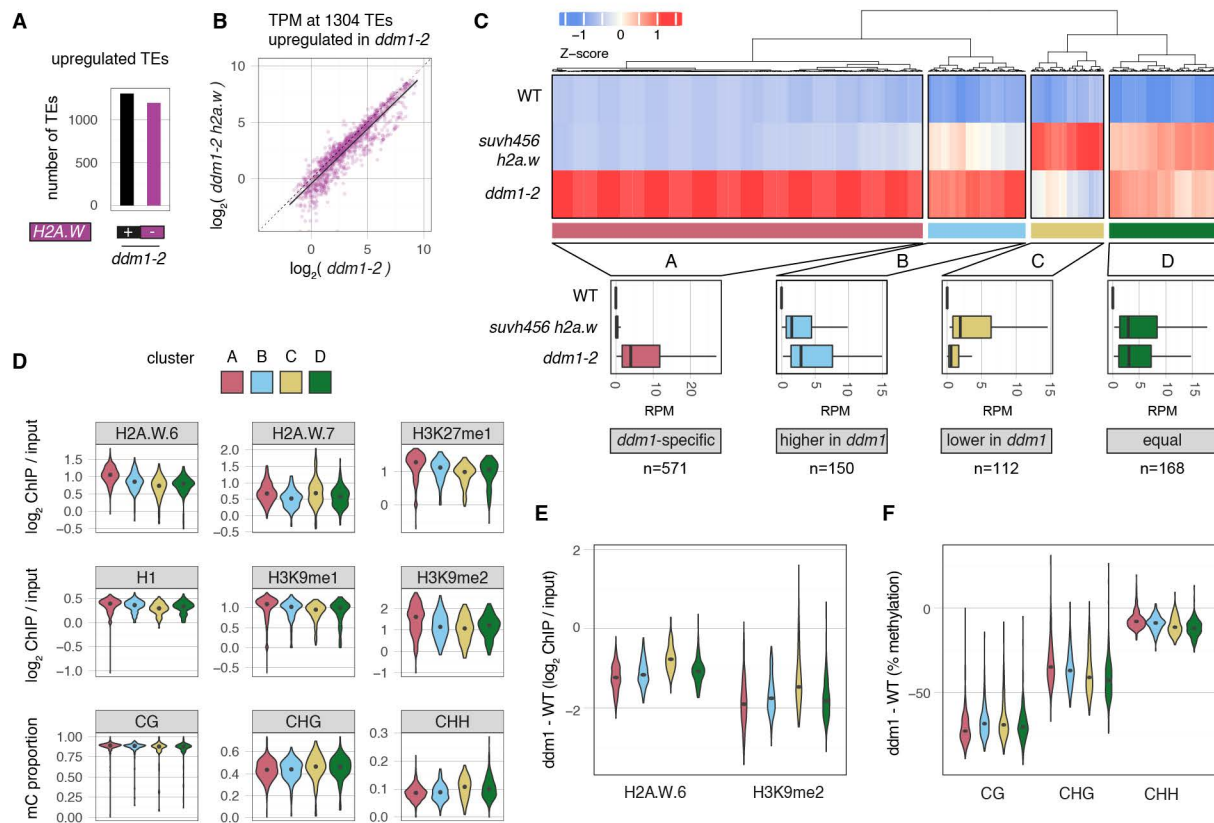 A
upregulated TEs
number of TEs
1000
500
0
H2A.W
+ -
ddm1-2
B
TPM at 1304 TEs
upregulated in ddm1-2
log2( ddm1-2 h2a.w )
10
5
0
0 5 10
log2( ddm1-2 )
C
−1 0 1
Z-score
WT
suvh456
h2a.w
ddm1-2
A B C D
WT
suvh456 h2a.w
ddm1-2
0 10 20
0 5 10 15
0 5 10 15
0 5 10 15
RPM RPM RPM RPM
ddm1-specific higher in ddm1 lower in ddm1 equal
n=571 n=150 n=112 n=168
D
cluster A B C D
log2 ChIP / input
H2A.W.6
1.5
1.0
0.5
0.0
−0.5
H2A.W.7
2.0
1.5
1.0
0.5
0.0
−0.5
H3K27me1
1
0
log2 ChIP / input
H1
0.5
0.0
−0.5
−1.0
H3K9me1
1.0
0.5
0.0
−0.5
H3K9me2
2
1
0
−1
mC proportion
CG
1.00
0.75
0.50
0.25
0.00
CHG
0.6
0.4
0.2
0.0
CHH
0.3
0.2
0.1
0.0
E
ddm1 - WT (log2 ChIP / input)
2
0
−2
H2A.W.6 H3K9me2
F
ddm1 - WT (% methylation)
0
−50
CG CHG CHH